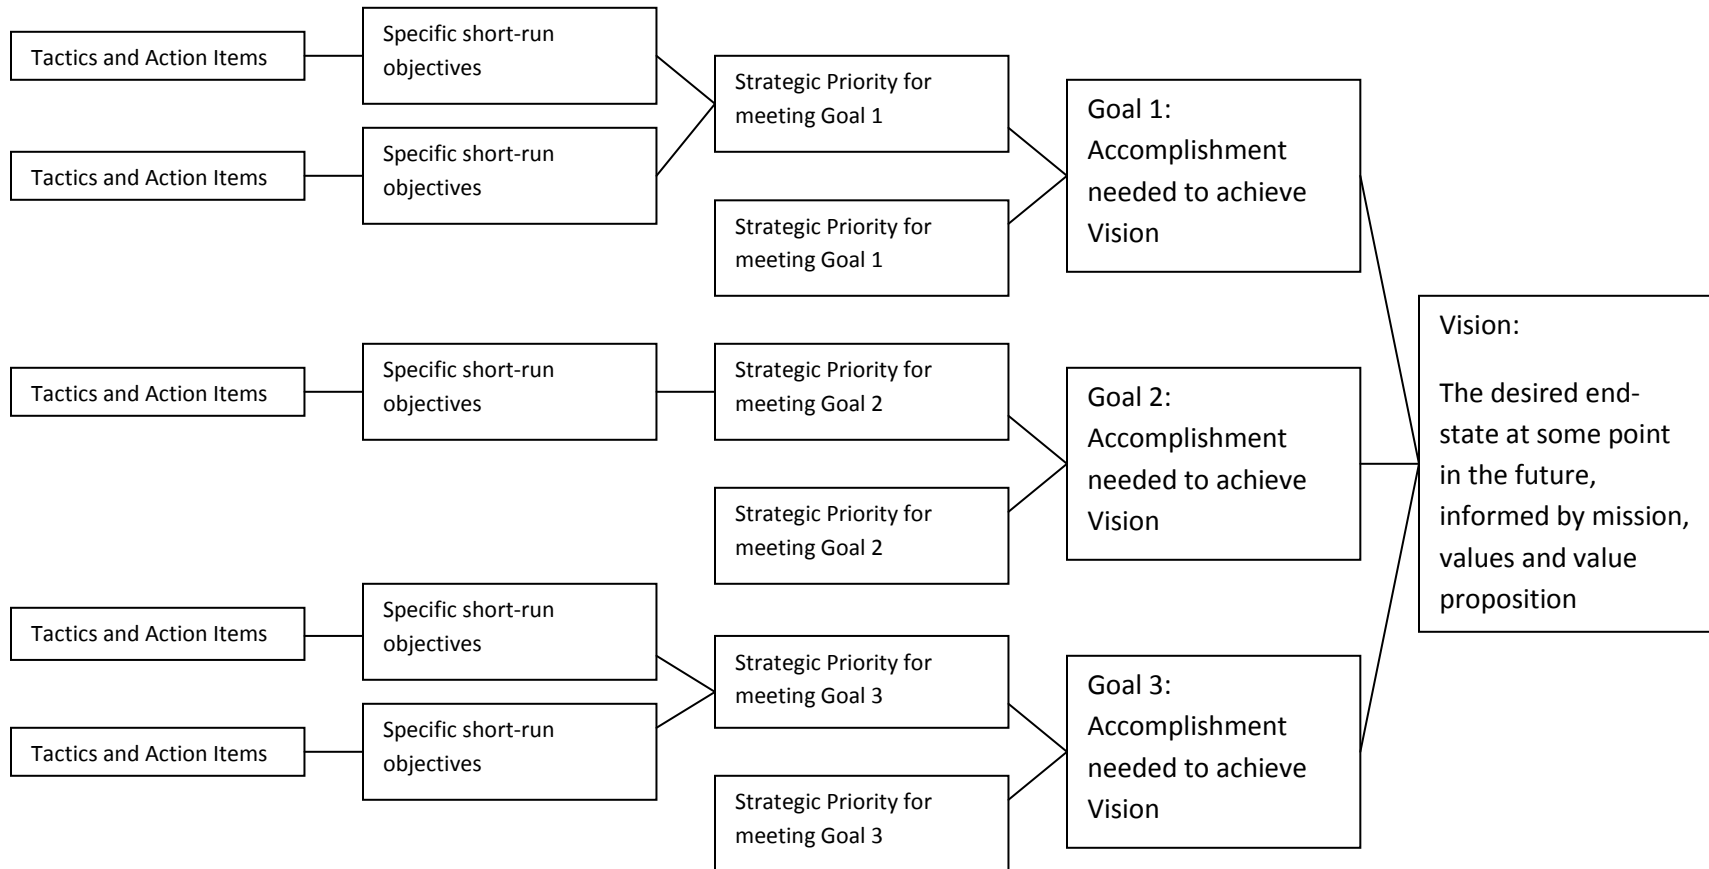 Tactics and Action Items
Specific short-run
objectives
Tactics and Action Items
Specific short-run
objectives
Strategic Priority for
meeting Goal 1
Strategic Priority for
meeting Goal 1
Goal 1:
Accomplishment
needed to achieve
Vision
Tactics and Action Items
Specific short-run
objectives
Strategic Priority for
meeting Goal 2
Strategic Priority for
meeting Goal 2
Goal 2:
Accomplishment
needed to achieve
Vision
Tactics and Action Items
Specific short-run
objectives
Tactics and Action Items
Specific short-run
objectives
Strategic Priority for
meeting Goal 3
Strategic Priority for
meeting Goal 3
Goal 3:
Accomplishment
needed to achieve
Vision
Vision:
The desired end-
state at some point
in the future,
informed by mission,
values and value
proposition